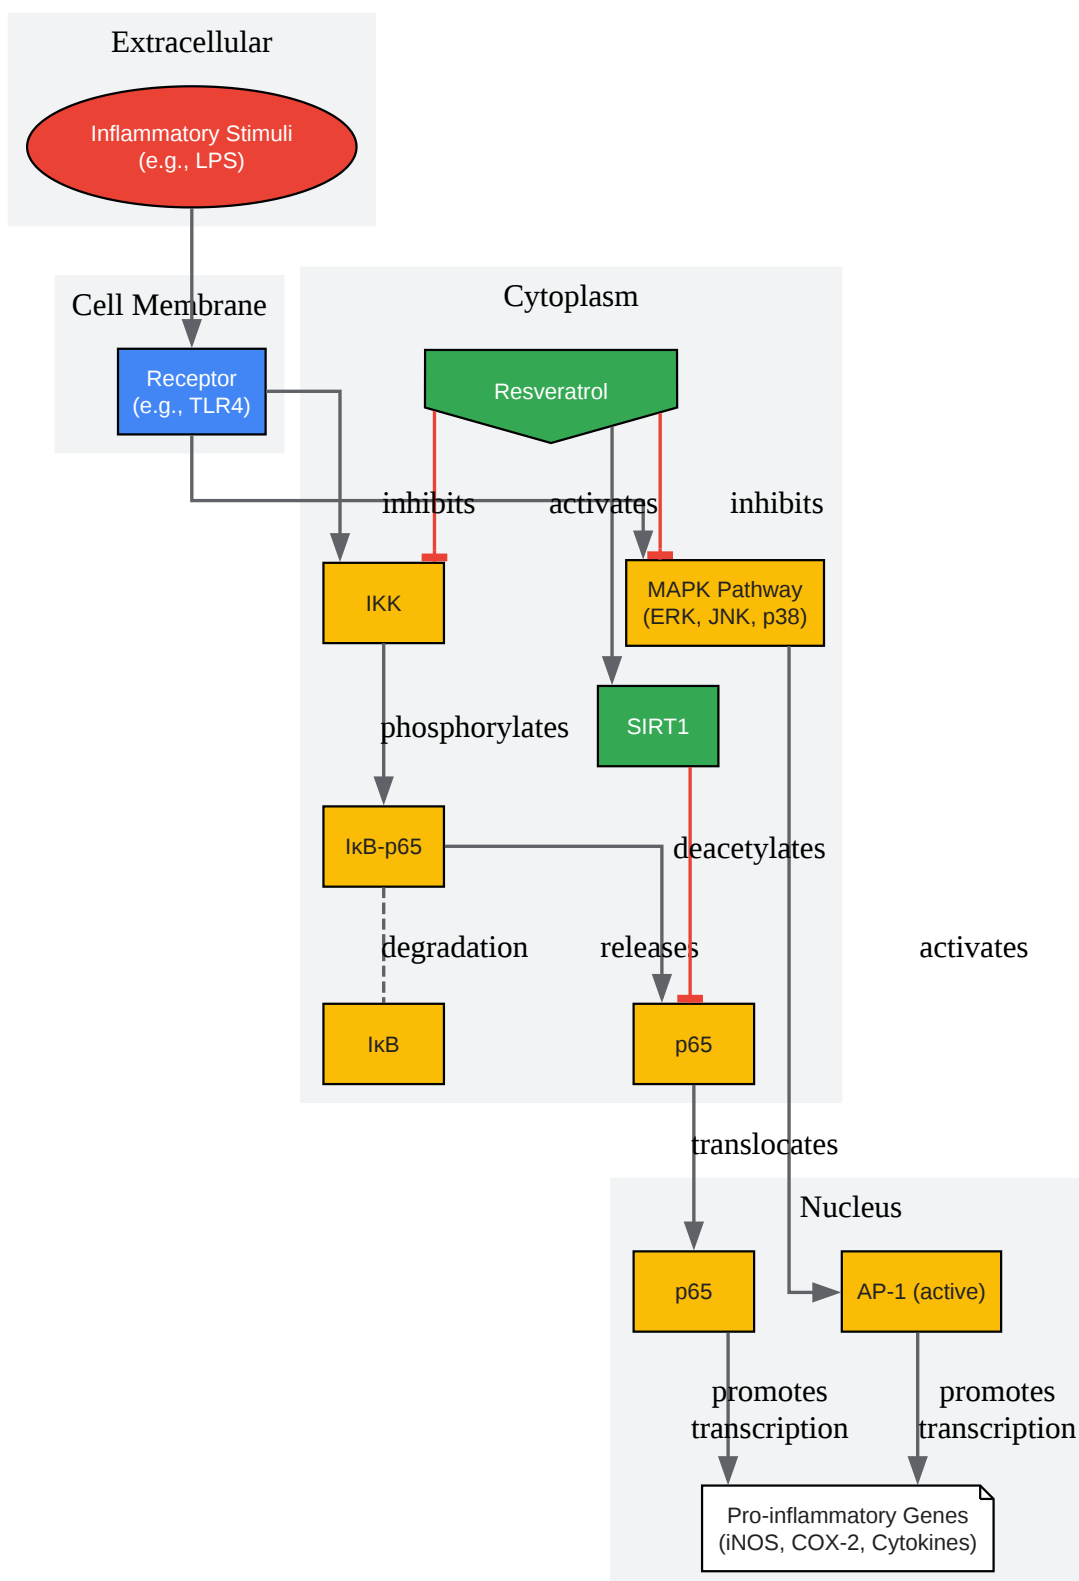 Extracellular
Inflammatory Stimuli
(e.g., LPS)
Cell Membrane
Cytoplasm
Receptor
(e.g., TLR4)
Resveratrol
inhibits
activates
inhibits
IKK
MAPK Pathway
(ERK, JNK, p38)
phosphorylates
SIRT1
IκB-p65
deacetylates
degradation
releases
activates
IκB
p65
translocates
Nucleus
p65
AP-1 (active)
promotes
transcription
promotes
transcription
Pro-inflammatory Genes
(iNOS, COX-2, Cytokines)